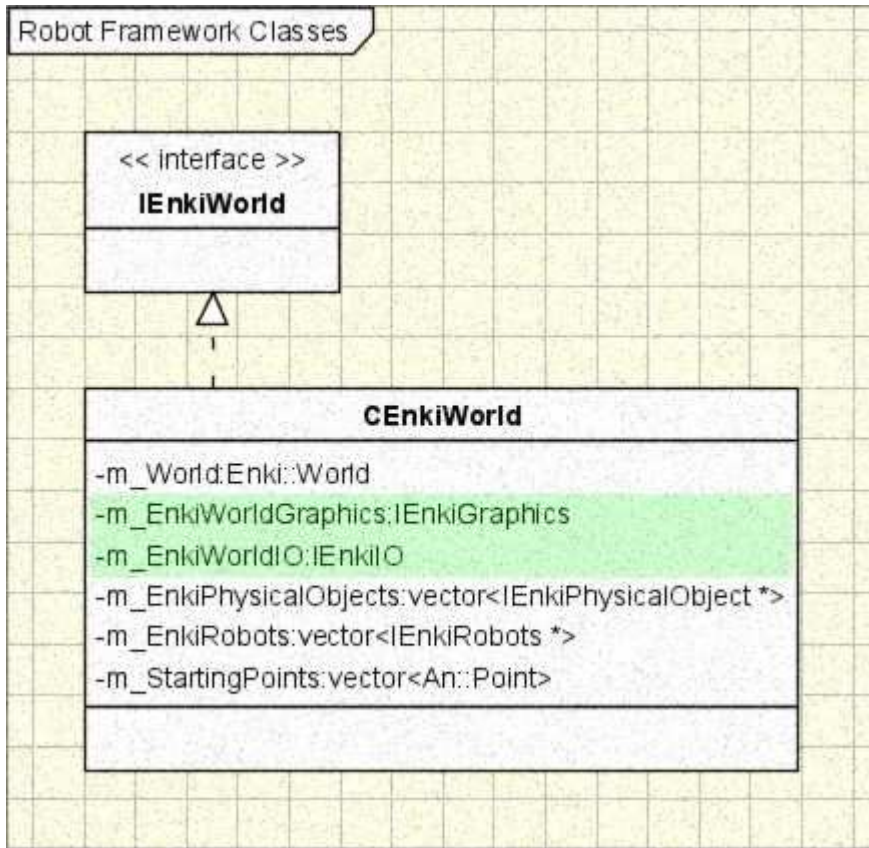 Robot Framework Classes
<< interface >>
IEnkiWorld
CEnkiWorld
-m_World:Enki::World
-m_EnkiWorldGraphics:IEnkiGraphics
-m_EnkiWorldIO:IEnkiIO
-m_EnkiPhysicalObjects:vector<IEnkiPhysicalObject *>
-m_EnkiRobots:vector<IEnkiRobots *>
-m_StartingPoints:vector<An::Point>